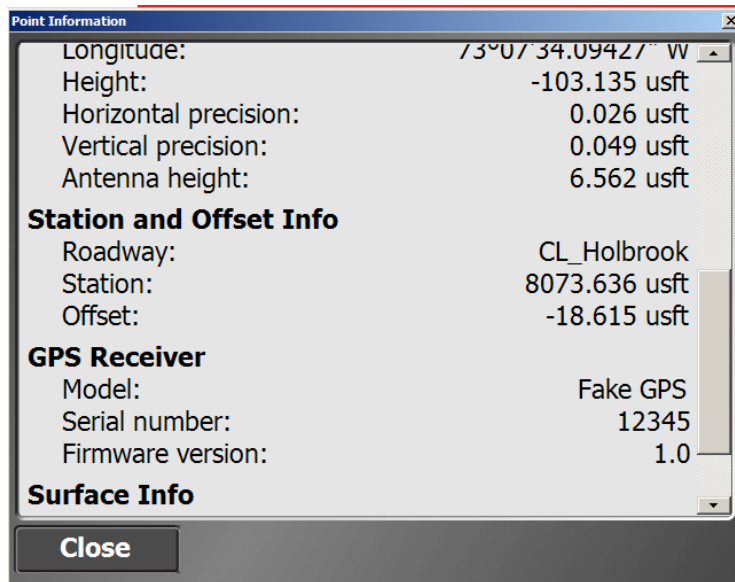 Point Information
Longitude: 73°07'34.09427" W
Height: -103.135 usft
Horizontal precision: 0.026 usft
Vertical precision: 0.049 usft
Antenna height: 6.562 usft
Station and Offset Info
Roadway: CL_Holbrook
Station: 8073.636 usft
Offset: -18.615 usft
GPS Receiver
Model: Fake GPS
Serial number: 12345
Firmware version: 1.0
Surface Info
Close